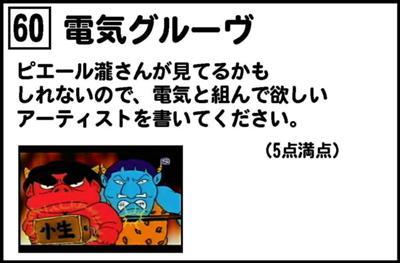 60 電気グルーヴ
ピエール瀧さんが見てるかも
しれないので、電気と組んで欲しい
アーティストを書いてください。
(5点満点)
小生